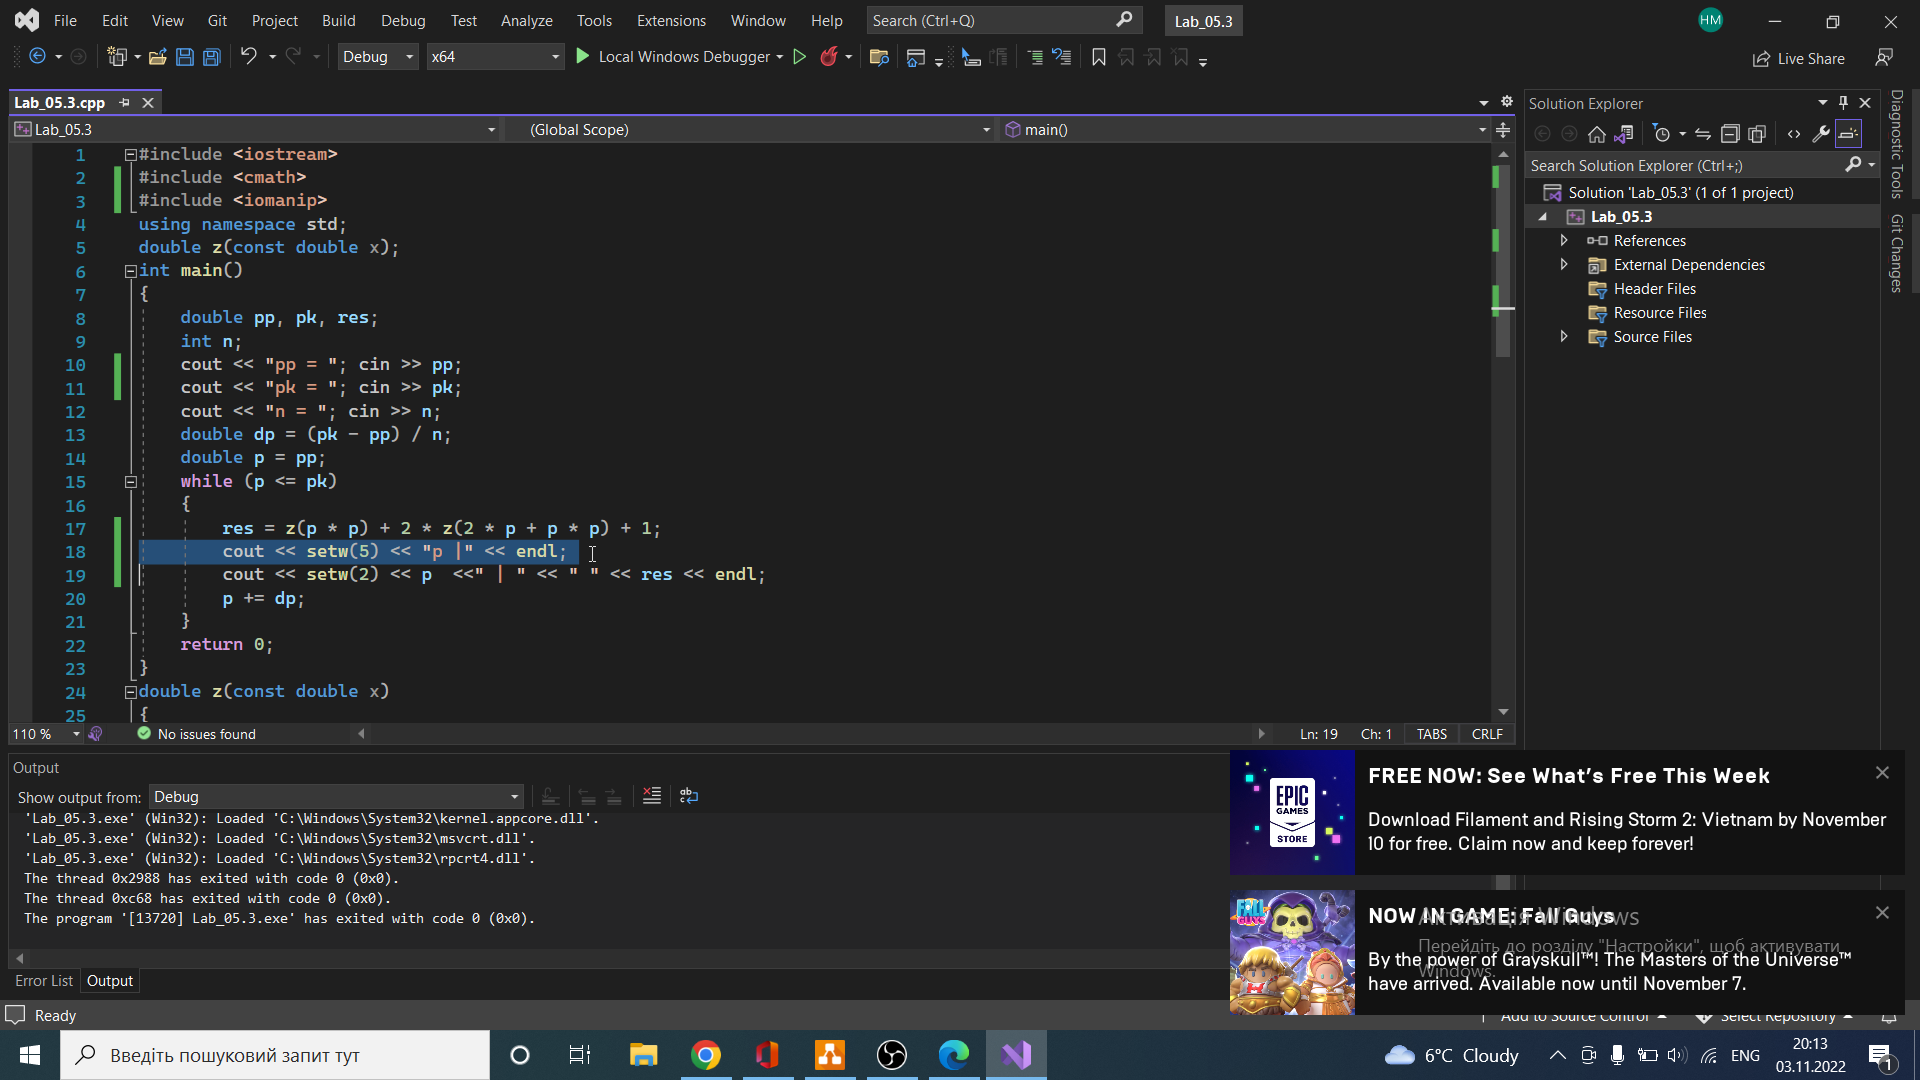 File Edit View Git Project Build Debug Test Analyze Tools Extensions Window Help Search (Ctrl+Q) Lab_05.3 HM
Debug x64 Local Windows Debugger Live Share
Lab_05.3.cpp
Lab_05.3 (Global Scope) main()
1 #include <iostream>
2 #include <cmath>
3 #include <iomanip>
4 using namespace std;
5 double z(const double x);
6 int main()
7 {
8 double pp, pk, res;
9 int n;
10 cout << "pp = "; cin >> pp;
11 cout << "pk = "; cin >> pk;
12 cout << "n = "; cin >> n;
13 double dp = (pk - pp) / n;
14 double p = pp;
15 while (p <= pk)
16 {
17 res = z(p * p) + 2 * z(2 * p + p * p) + 1;
18 cout << setw(5) << "p |" << endl;
19 cout << setw(2) << p  <<" | " << " " << res << endl;
20 p += dp;
21 }
22 return 0;
23 }
24 double z(const double x)
25 {
110 % No issues found Ln: 19 Ch: 1 TABS CRLF
Output
Show output from: Debug
'Lab_05.3.exe' (Win32): Loaded 'C:\Windows\System32\kernel.appcore.dll'.
'Lab_05.3.exe' (Win32): Loaded 'C:\Windows\System32\msvcrt.dll'.
'Lab_05.3.exe' (Win32): Loaded 'C:\Windows\System32\rpcrt4.dll'.
The thread 0x2988 has exited with code 0 (0x0).
The thread 0xc68 has exited with code 0 (0x0).
The program '[13720] Lab_05.3.exe' has exited with code 0 (0x0).
Error List Output
Ready
Solution Explorer
Search Solution Explorer (Ctrl+;)
Solution 'Lab_05.3' (1 of 1 project)
Lab_05.3
References
External Dependencies
Header Files
Resource Files
Source Files
Diagnostic Tools
Git Changes
EPIC
GAMES
STORE
FREE NOW: See What's Free This Week
Download Filament and Rising Storm 2: Vietnam by November
10 for free. Claim now and keep forever!
FALL
GUYS
NOW IN GAME: Fall Guys
By the power of Grayskull™! The Masters of the Universe™
have arrived. Available now until November 7.
Активація Windows
Перейдіть до розділу "Настройки", щоб активувати
Windows.
Add to Source Control Select Repository
Введіть пошуковий запит тут
6°C Cloudy ENG
20:13
03.11.2022
1